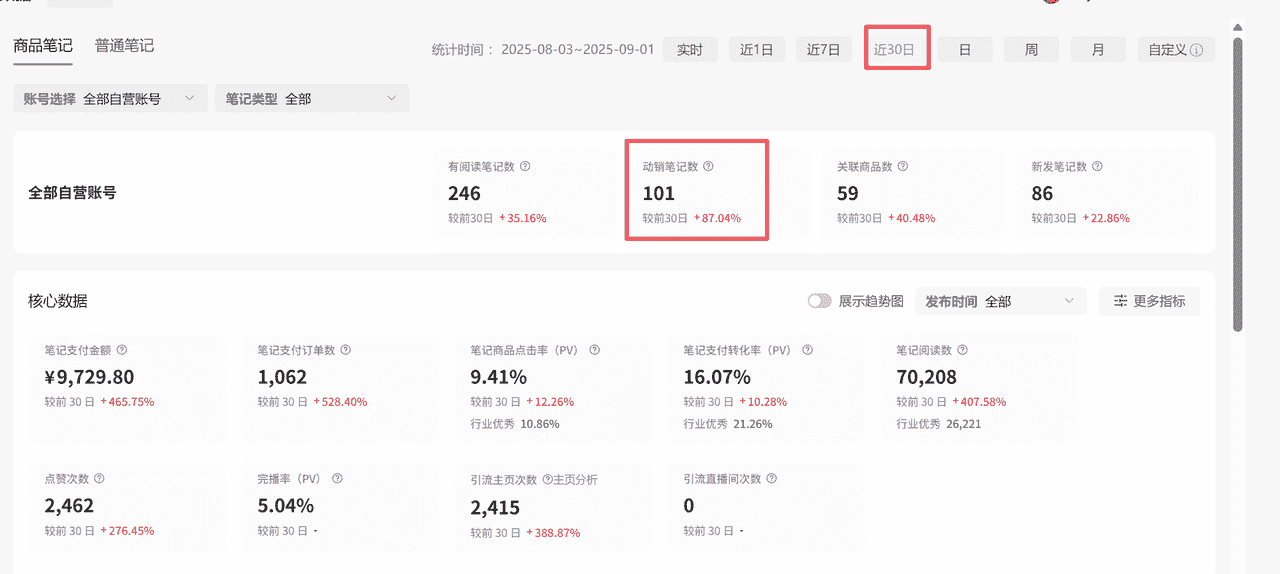 商品笔记 普通笔记 统计时间： 2025-08-03~2025-09-01 实时 近1日 近7日 近30日 日 周 月 自定义
账号选择 全部自营账号 笔记类型 全部
全部自营账号
有阅读笔记数 动销笔记数 关联商品数 新发笔记数
246 101 59 86
较前30日 +35.16% 较前30日 +87.04% 较前30日 +40.48% 较前30日 +22.86%
核心数据 展示趋势图 发布时间 全部 更多指标
笔记支付金额 笔记支付订单数 笔记商品点击率（PV） 笔记支付转化率（PV） 笔记阅读数
¥9,729.80 1,062 9.41% 16.07% 70,208
较前 30 日 +465.75% 较前 30 日 +528.40% 较前 30 日 +12.26% 较前 30 日 +10.28% 较前 30 日 +407.58%
行业优秀 10.86% 行业优秀 21.26% 行业优秀 26,221
点赞次数 完播率（PV） 引流主页次数 主页分析 引流直播间次数
2,462 5.04% 2,415 0
较前 30 日 +276.45% 较前 30 日 - 较前 30 日 +388.87% 较前 30 日 -